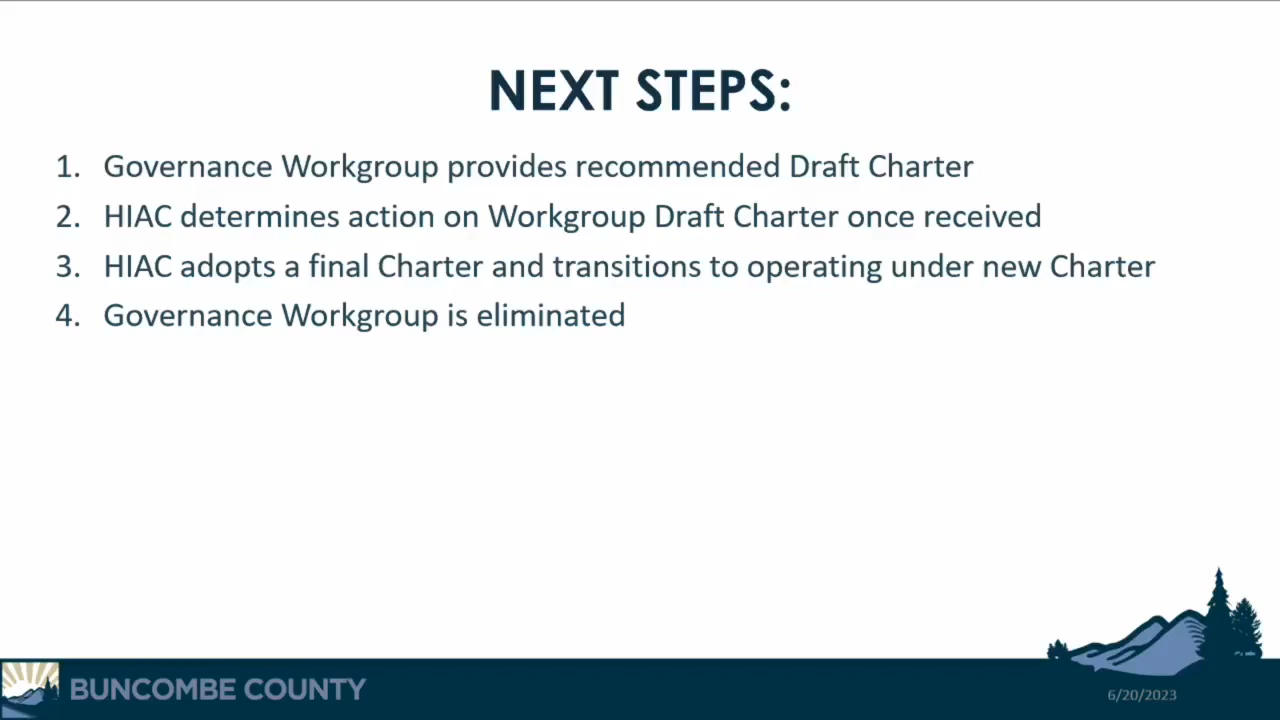 NEXT STEPS:
1. Governance Workgroup provides recommended Draft Charter
2. HIAC determines action on Workgroup Draft Charter once received
3. HIAC adopts a final Charter and transitions to operating under new Charter
4. Governance Workgroup is eliminated
BUNCOMBE COUNTY
6/20/2023